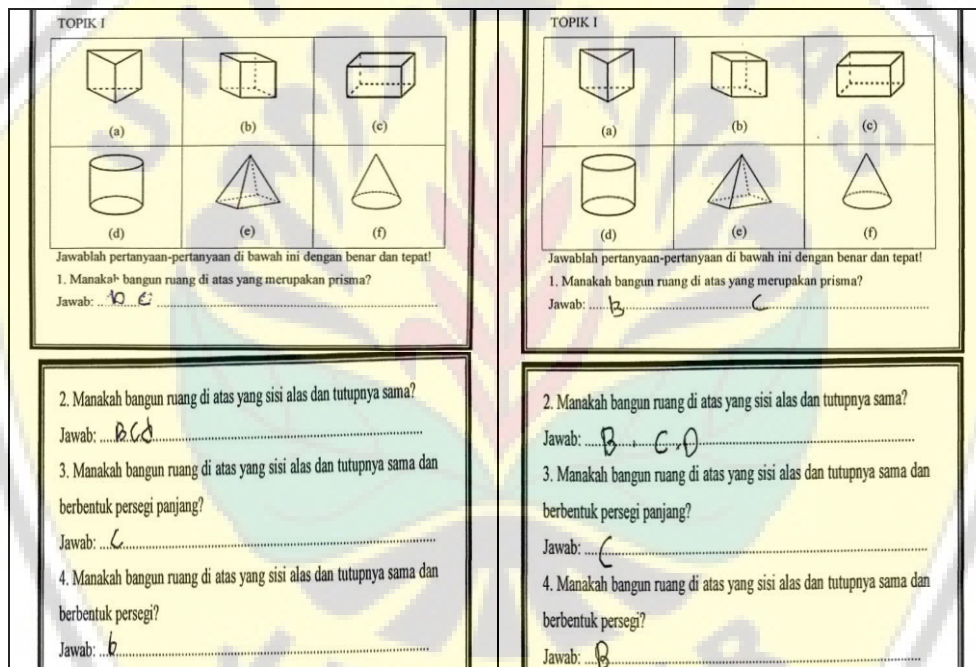 TOPIK I
(a)
(b)
(c)
(d)
(e)
(f)
Jawablah pertanyaan-pertanyaan di bawah ini dengan benar dan tepat!
1. Manakah bangun ruang di atas yang merupakan prisma?
Jawab: b
2. Manakah bangun ruang di atas yang sisi alas dan tutupnya sama?
Jawab: BCd
3. Manakah bangun ruang di atas yang sisi alas dan tutupnya sama dan
berbentuk persegi panjang?
Jawab: C
4. Manakah bangun ruang di atas yang sisi alas dan tutupnya sama dan
berbentuk persegi?
Jawab: b
TOPIK I
(a)
(b)
(c)
(d)
(e)
(f)
Jawablah pertanyaan-pertanyaan di bawah ini dengan benar dan tepat!
1. Manakah bangun ruang di atas yang merupakan prisma?
Jawab: B C
2. Manakah bangun ruang di atas yang sisi alas dan tutupnya sama?
Jawab: B, C, D
3. Manakah bangun ruang di atas yang sisi alas dan tutupnya sama dan
berbentuk persegi panjang?
Jawab: C
4. Manakah bangun ruang di atas yang sisi alas dan tutupnya sama dan
berbentuk persegi?
Jawab: B